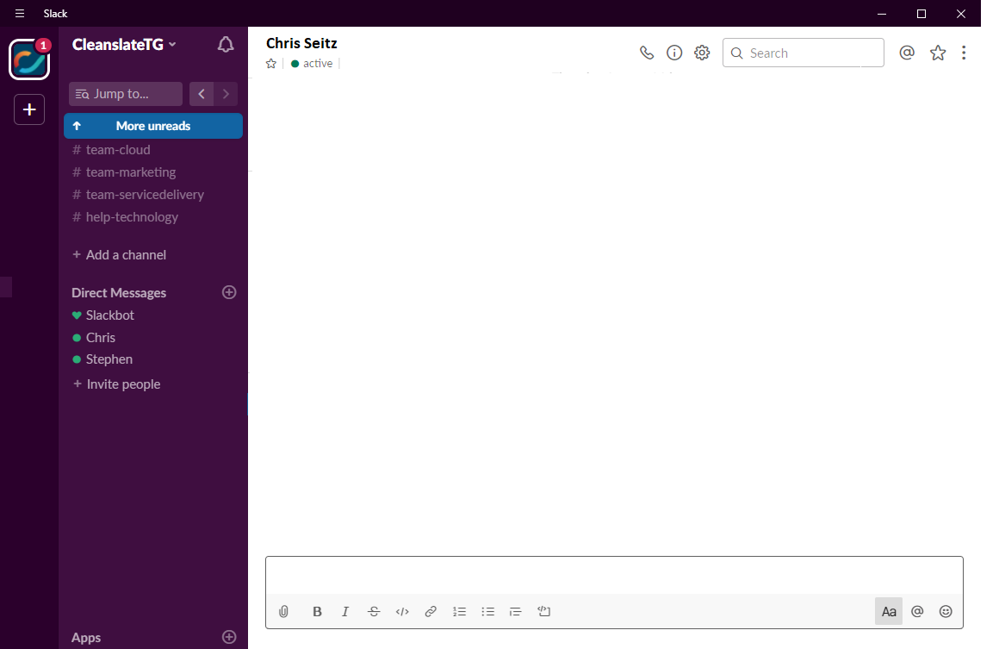 Slack
1
CleanslateTG
Jump to...
More unreads
# team-cloud
# team-marketing
# team-servicedelivery
# help-technology
+ Add a channel
Direct Messages
Slackbot
Chris
Stephen
+ Invite people
Apps
Chris Seitz
active
Search
B I S </>
Aa @